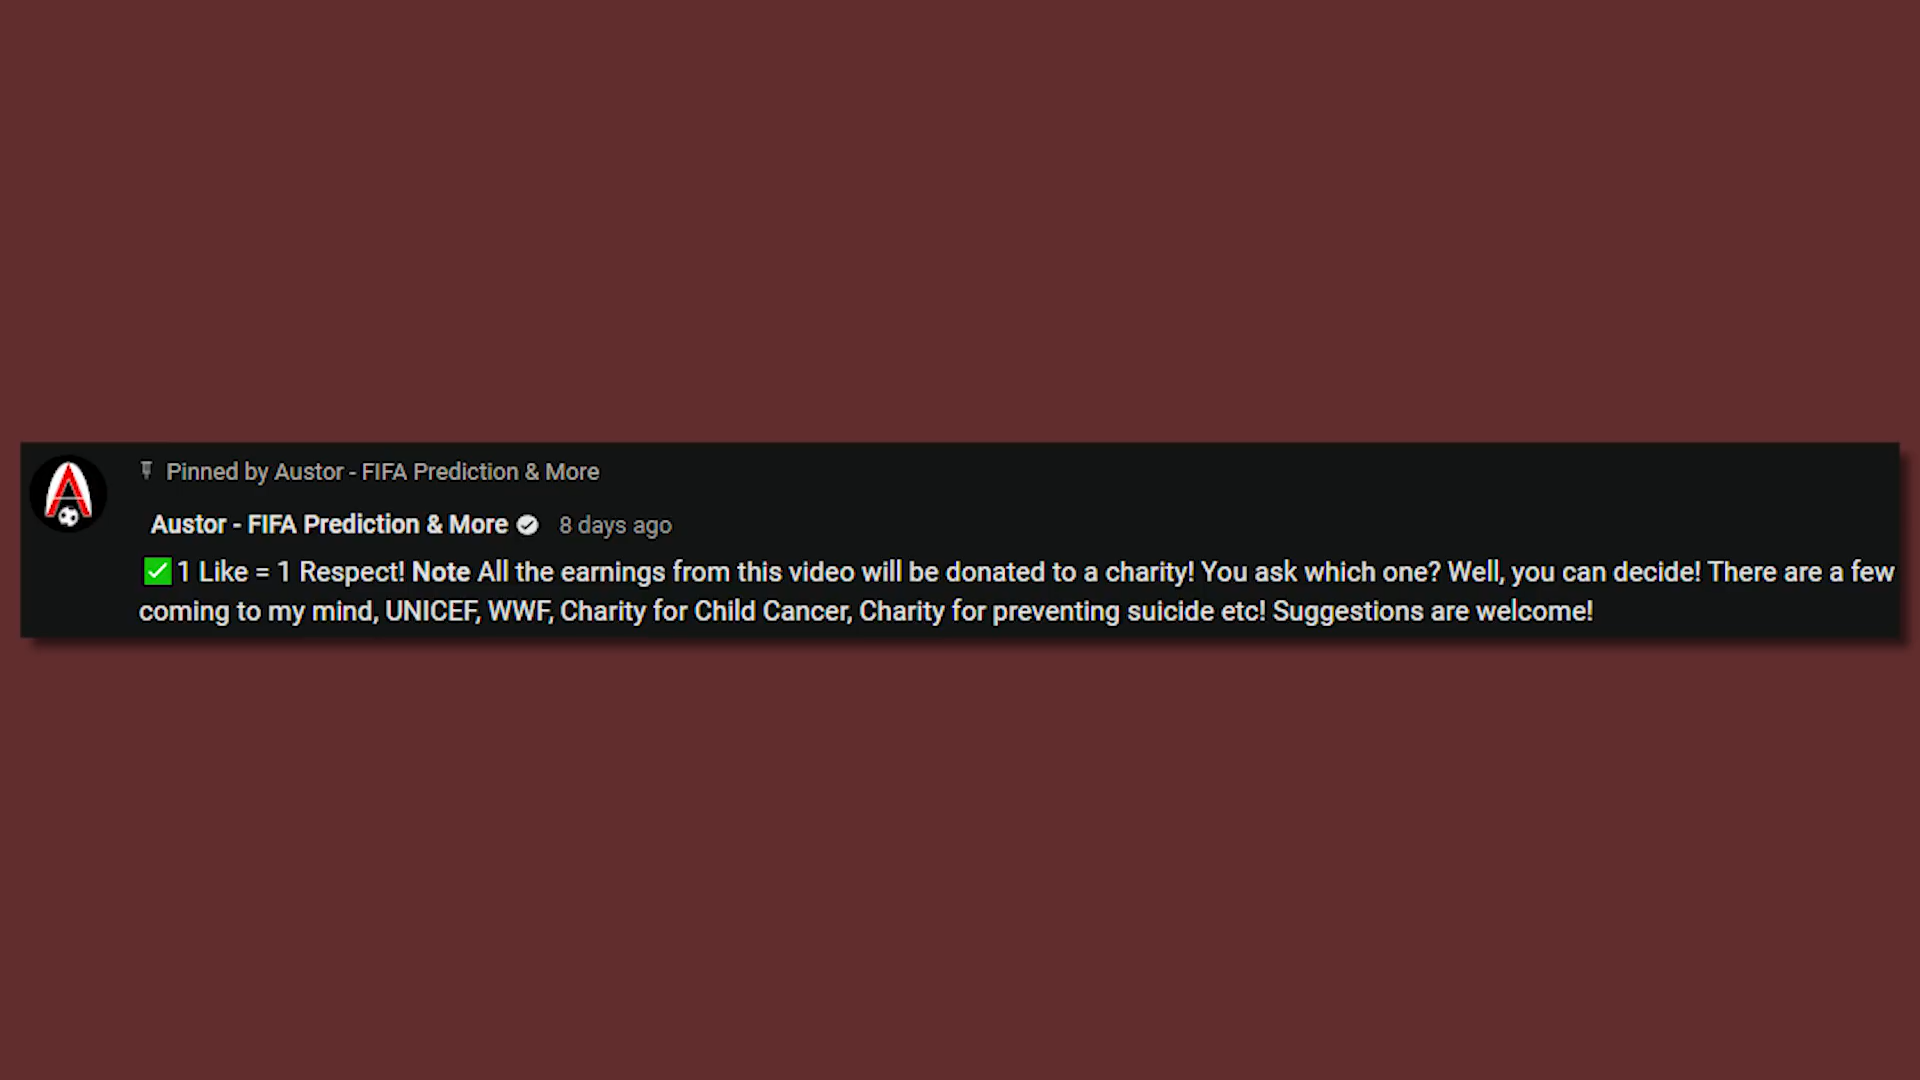 Pinned by Austor - FIFA Prediction & More
Austor - FIFA Prediction & More 8 days ago
✅1 Like = 1 Respect! Note All the earnings from this video will be donated to a charity! You ask which one? Well, you can decide! There are a few
coming to my mind, UNICEF, WWF, Charity for Child Cancer, Charity for preventing suicide etc! Suggestions are welcome!